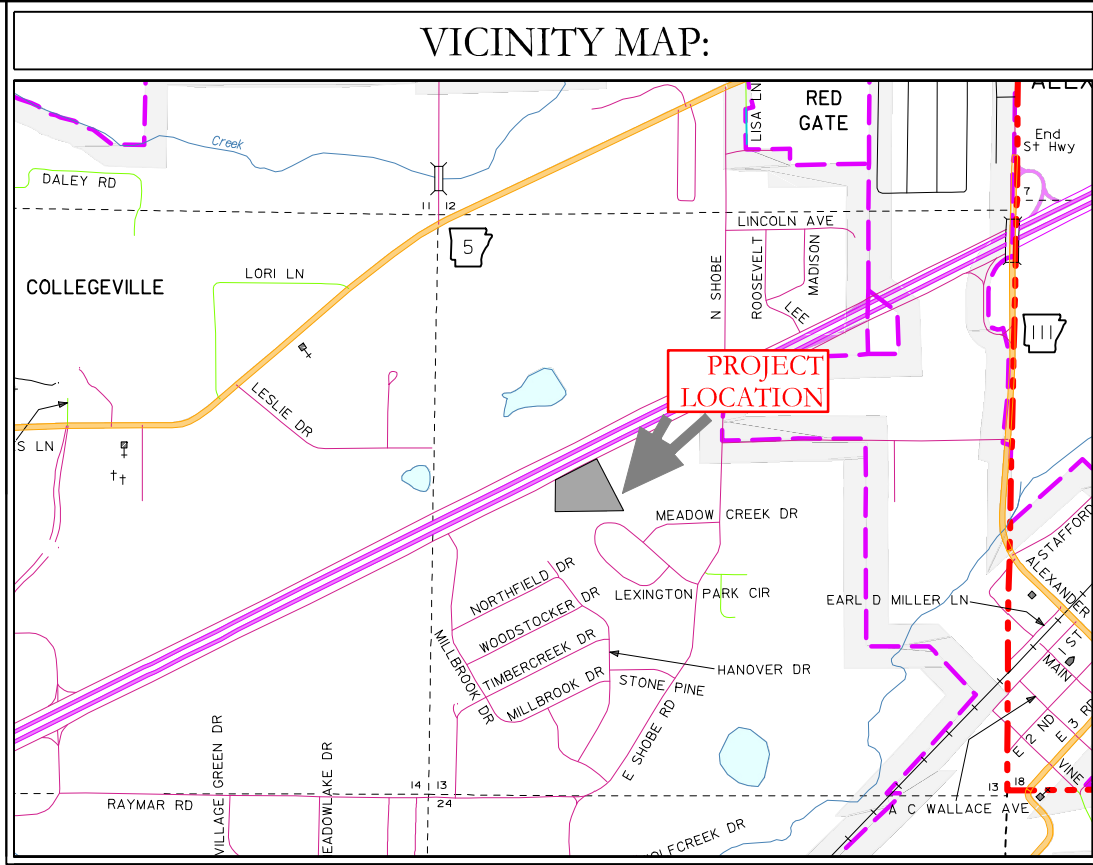 VICINITY MAP:
RED
GATE
LISA LN
End
St Hwy
7
Creek
DALEY RD
11 12
5
LINCOLN AVE
COLLEGEVILLE
LORI LN
N SHOBE
ROOSEVELT
MADISON
LEE
111
PROJECT
LOCATION
LESLIE DR
S LN
MEADOW CREEK DR
STAFFORD
ALEXANDER
NORTHFIELD DR
LEXINGTON PARK CIR
EARL D MILLER LN
WOODSTOCKER DR
1 ST
MILLBROOK DR
TIMBERCREEK DR
HANOVER DR
MAIN
MILLBROOK DR
STONE PINE
E SHOBE RD
E 2 ND
E 3 RD
VILLAGE GREEN DR
EADOWLAKE DR
14 13
24
13 18
VINE
RAYMAR RD
A C WALLACE AVE
OLFCREEK DR